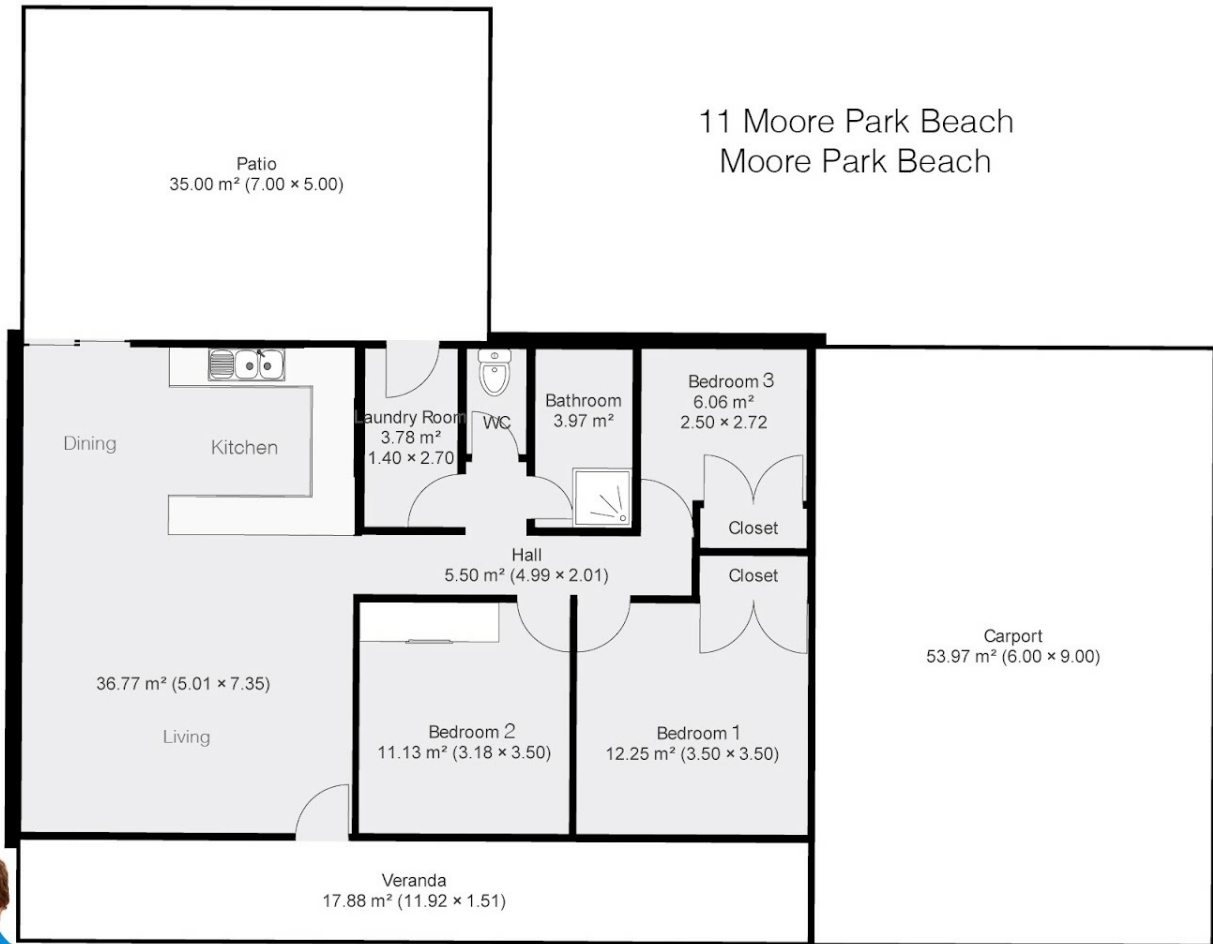 11 Moore Park Beach
Moore Park Beach
Patio
35.00 m² (7.00 × 5.00)
Dining
Kitchen
Laundry Room
3.78 m²
1.40 × 2.70
WC
Bathroom
3.97 m²
Bedroom 3
6.06 m²
2.50 × 2.72
Closet
Closet
Hall
5.50 m² (4.99 × 2.01)
Carport
53.97 m² (6.00 × 9.00)
36.77 m² (5.01 × 7.35)
Living
Bedroom 2
11.13 m² (3.18 × 3.50)
Bedroom 1
12.25 m² (3.50 × 3.50)
Veranda
17.88 m² (11.92 × 1.51)